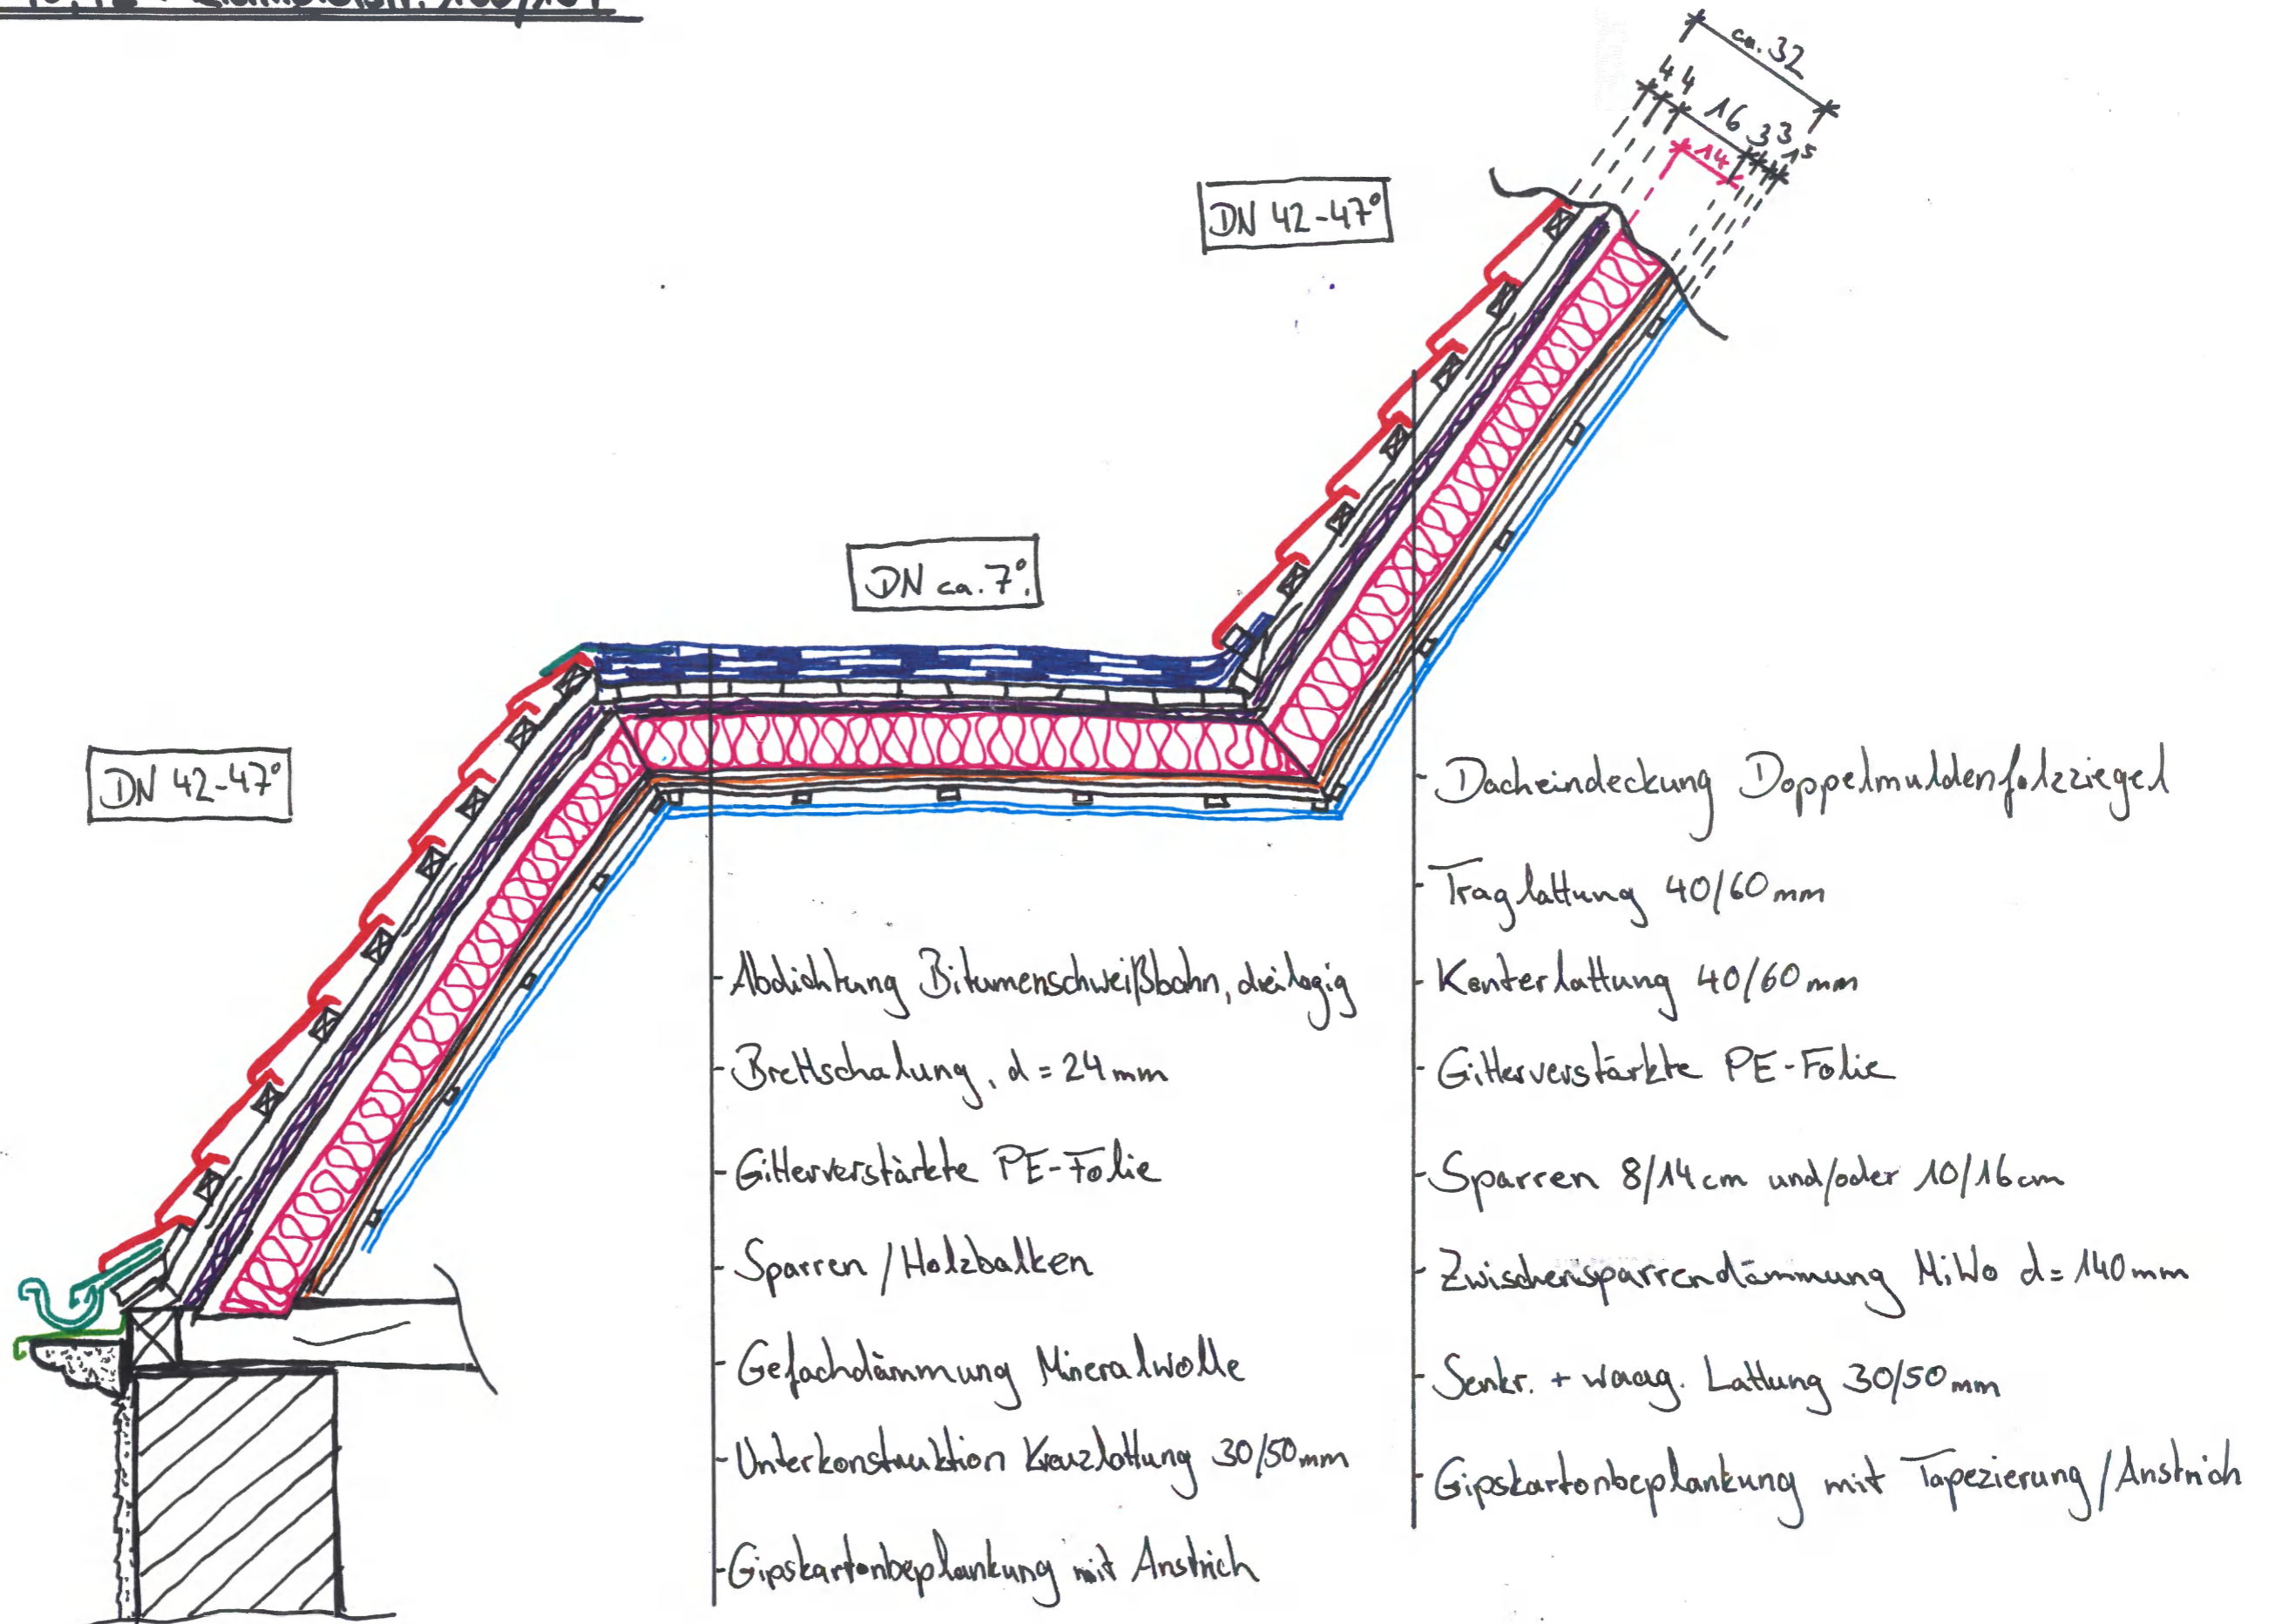 ca. 32
4 4 16 3 3 1⁵
14
DN 42-47°
DN ca. 7°
DN 42-47°
Dacheindeckung Doppelmuldenfalzziegel
Traglattung 40/60 mm
Konterlattung 40/60 mm
Gitterverstärkte PE-Folie
Sparren 8/14 cm und/oder 10/16 cm
Zwischensparrendämmung MiWo d= 140 mm
Senkr. + waag. Lattung 30/50 mm
Gipskartonbeplankung mit Tapezierung/Anstrich
Abdichtung Bitumenschweißbahn, dreilagig
Brettschalung, d = 24 mm
Gitterverstärkte PE-Folie
Sparren / Holzbalken
Gefachdämmung Mineralwolle
Unterkonstruktion Kreuzlattung 30/50 mm
Gipskartonbeplankung mit Anstrich